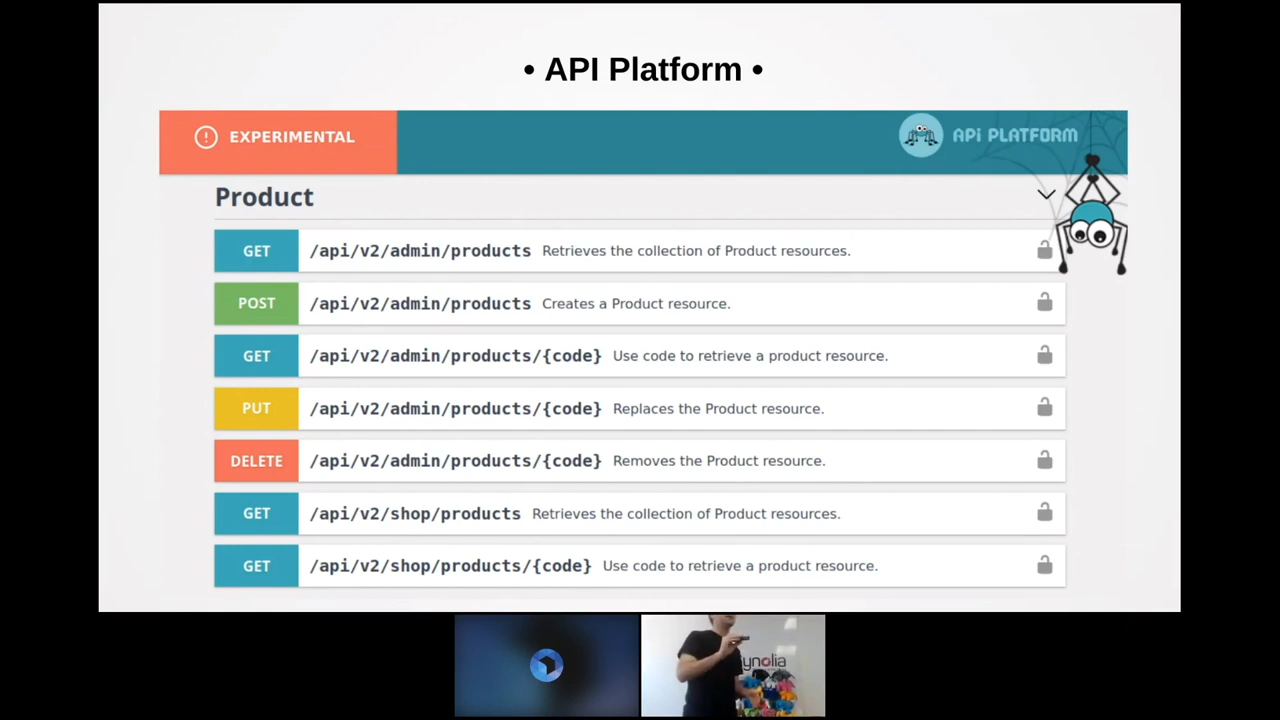 • API Platform •
EXPERIMENTAL
API PLATFORM
Product
GET /api/v2/admin/products Retrieves the collection of Product resources.
POST /api/v2/admin/products Creates a Product resource.
GET /api/v2/admin/products/{code} Use code to retrieve a product resource.
PUT /api/v2/admin/products/{code} Replaces the Product resource.
DELETE /api/v2/admin/products/{code} Removes the Product resource.
GET /api/v2/shop/products Retrieves the collection of Product resources.
GET /api/v2/shop/products/{code} Use code to retrieve a product resource.
ynolia